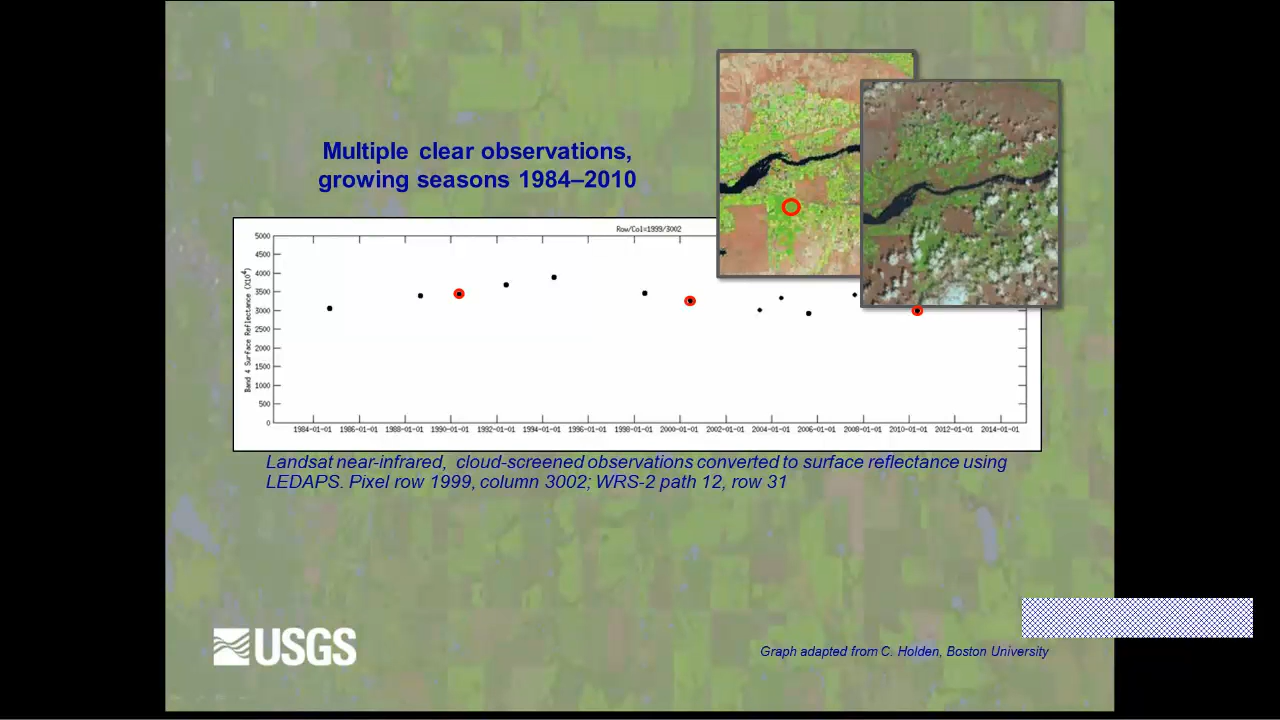 Multiple clear observations,
growing seasons 1984–2010
Row/Col=1999/3002
Band 4 Surface Reflectance (X10^4)
5000
4500
4000
3500
3000
2500
2000
1500
1000
500
0
1984-01-01 1986-01-01 1988-01-01 1990-01-01 1992-01-01 1994-01-01 1996-01-01 1998-01-01 2000-01-01 2002-01-01 2004-01-01 2006-01-01 2008-01-01 2010-01-01 2012-01-01 2014-01-01
Landsat near-infrared, cloud-screened observations converted to surface reflectance using
LEDAPS. Pixel row 1999, column 3002; WRS-2 path 12, row 31
USGS
Graph adapted from C. Holden, Boston University